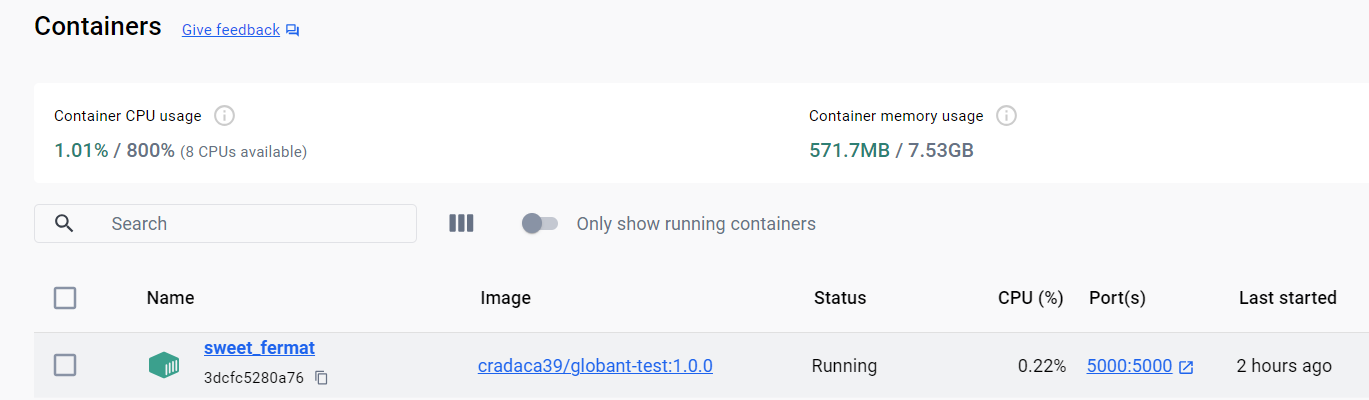 Containers Give feedback
Container CPU usage Container memory usage
1.01% / 800% (8 CPUs available) 571.7MB / 7.53GB
Search Only show running containers
Name Image Status CPU (%) Port(s) Last started
sweet_fermat
cradaca39/globant-test:1.0.0 Running 0.22% 5000:5000 2 hours ago
3dcfc5280a76